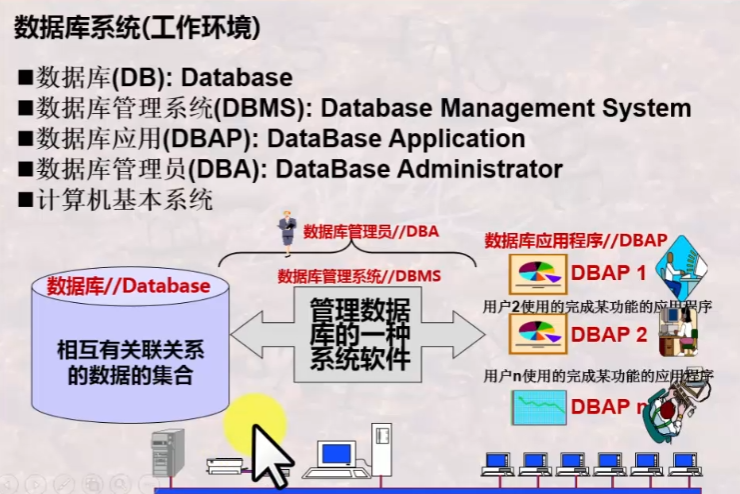 数据库系统(工作环境)
■数据库(DB): Database
■数据库管理系统(DBMS): Database Management System
■数据库应用(DBAP): DataBase Application
■数据库管理员(DBA): DataBase Administrator
■计算机基本系统
数据库管理员//DBA
数据库应用程序//DBAP
数据库//Database
数据库管理系统//DBMS
DBAP 1
管理数据
库的一种
系统软件
用户2使用的完成某功能的应用程序
相互有关联关系
的数据的集合
DBAP 2
用户n使用的完成某功能的应用程序
DBAP n